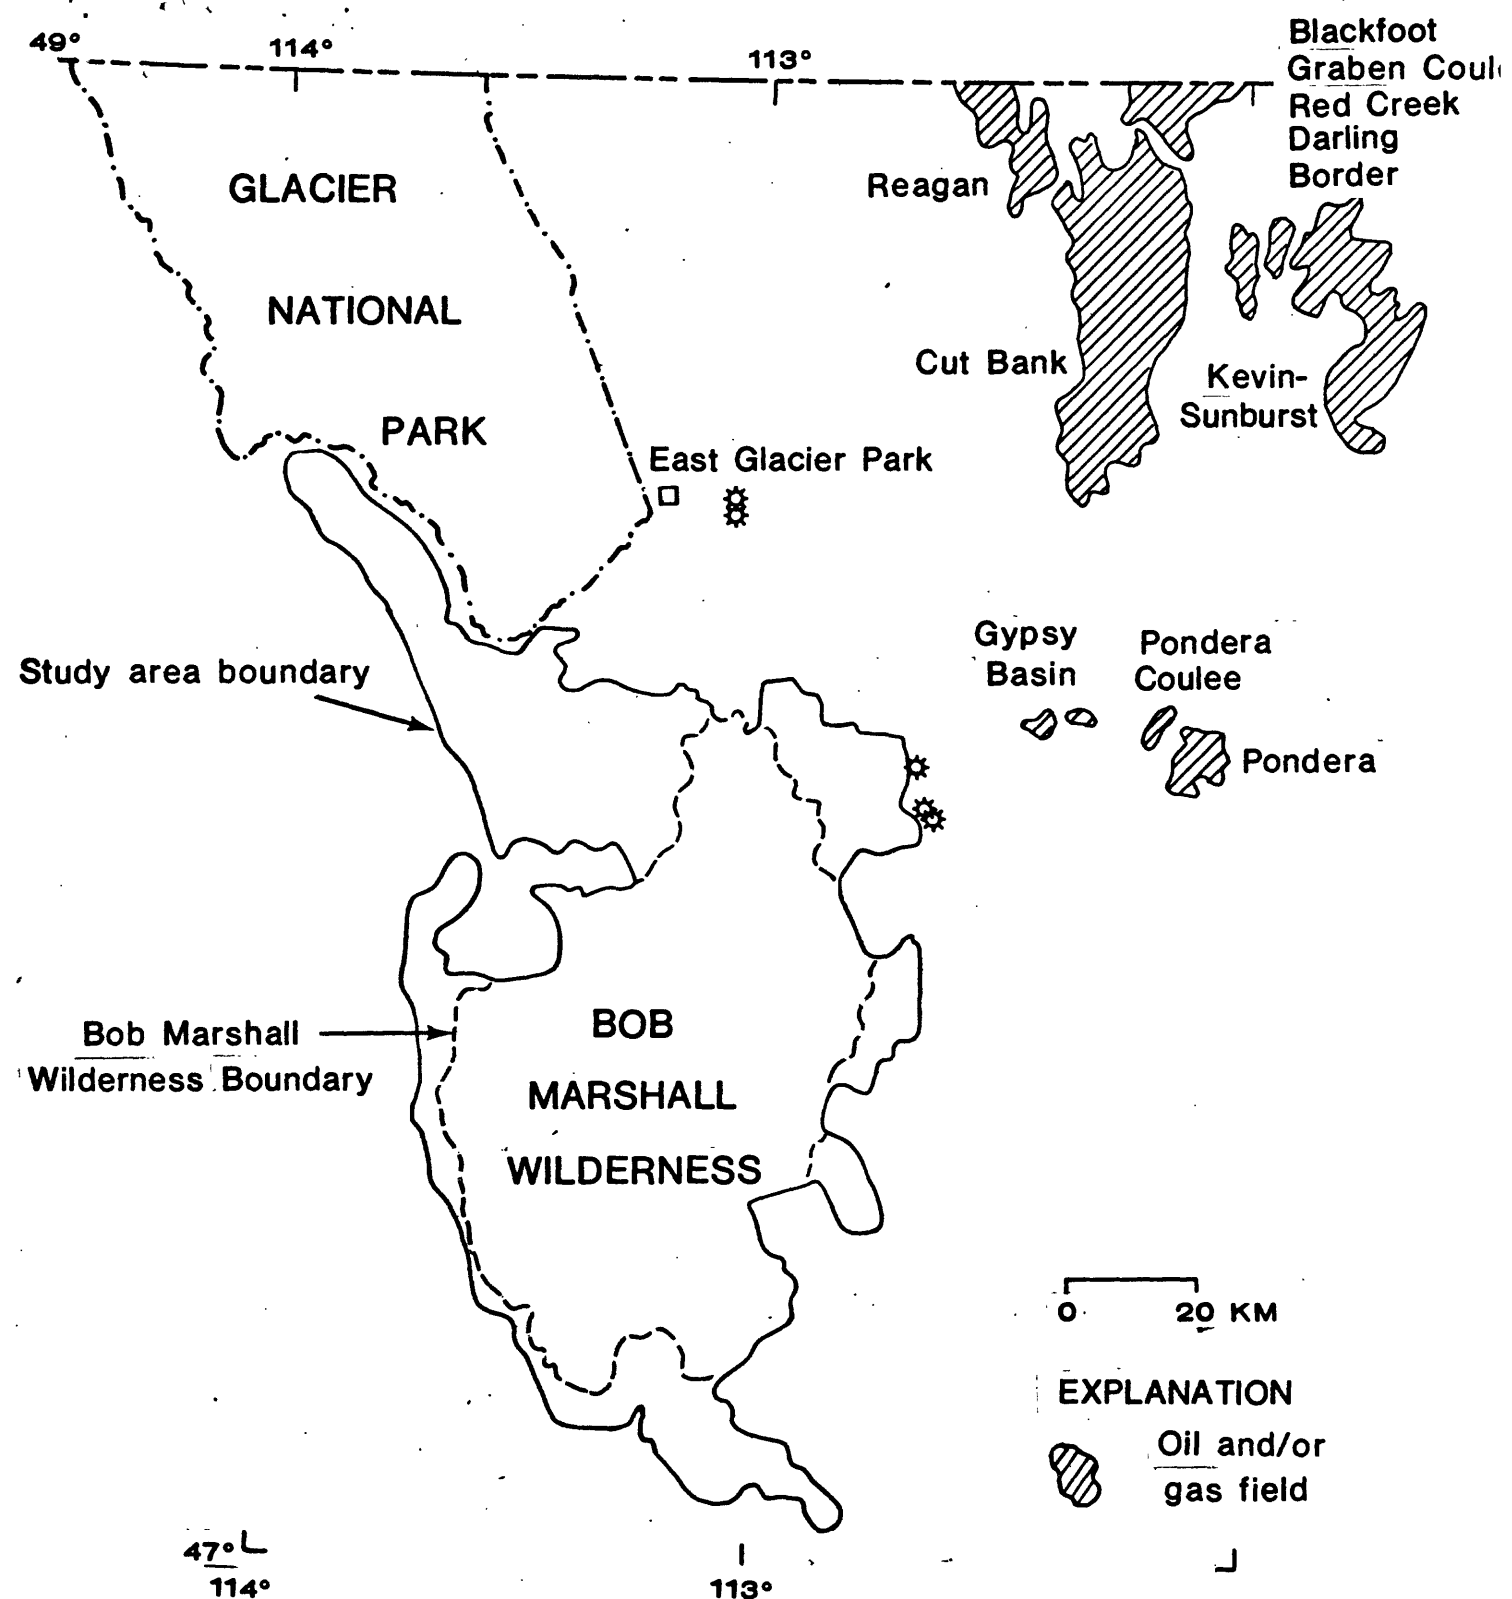 49°
114°
113°
Blackfoot
Graben
Red Creek
Darling
Border
GLACIER
Reagan
NATIONAL
Cut Bank
Kevin-
Sunburst
PARK
East Glacier Park
Gypsy
Basin
Pondera
Coulee
Study area boundary
Pondera
BOB
Bob Marshall
Wilderness Boundary
MARSHALL
WILDERNESS
0 20 KM
EXPLANATION
Oil and/or
gas field
47°
114°
113°